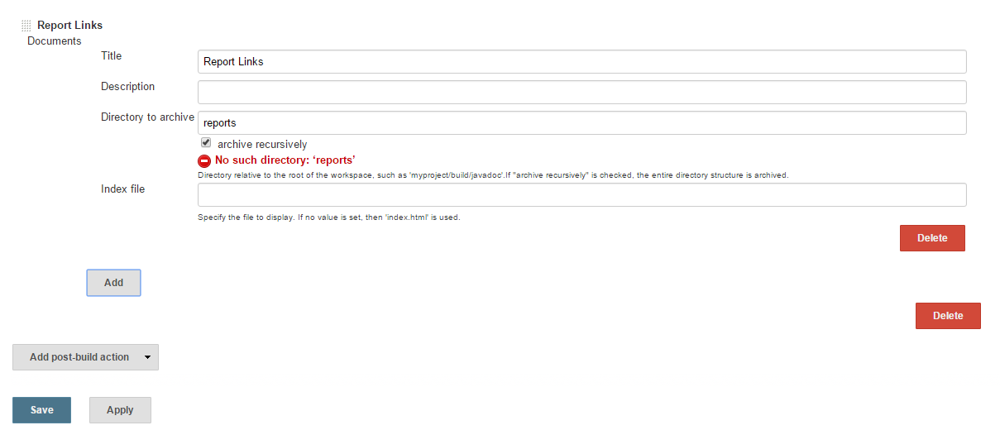 Report Links
Documents
Title
Report Links
Description
Directory to archive
reports
archive recursively
No such directory: ‘reports’
Directory relative to the root of the workspace, such as 'myproject/build/javadoc'.If "archive recursively" is checked, the entire directory structure is archived.
Index file
Specify the file to display. If no value is set, then 'index.html' is used.
Delete
Add
Delete
Add post-build action
Save
Apply